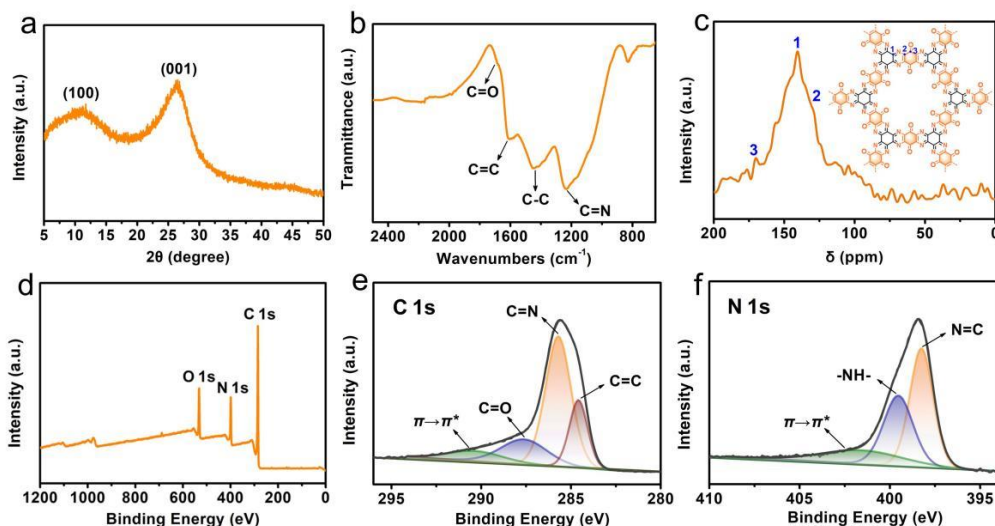 a
(100)
(001)
Intensity (a.u.)
5 10 15 20 25 30 35 40 45 50
2θ (degree)
b
C=O
C=C
C-C
C=N
Tranmittance (a.u.)
2400 1600 800
Wavenumbers (cm⁻¹)
c
1
2
3
1 2 3
Intensity (a.u.)
200 150 100 50 0
δ (ppm)
d
C 1s
O 1s
N 1s
Intensity (a.u.)
1200 1000 800 600 400 200 0
Binding Energy (eV)
e
C 1s
C=N
C=C
C=O
π→π*
Intensity (a.u.)
295 290 285 280
Binding Energy (eV)
f
N 1s
N=C
-NH-
π→π*
Intensity (a.u.)
410 405 400 395
Binding Energy (eV)